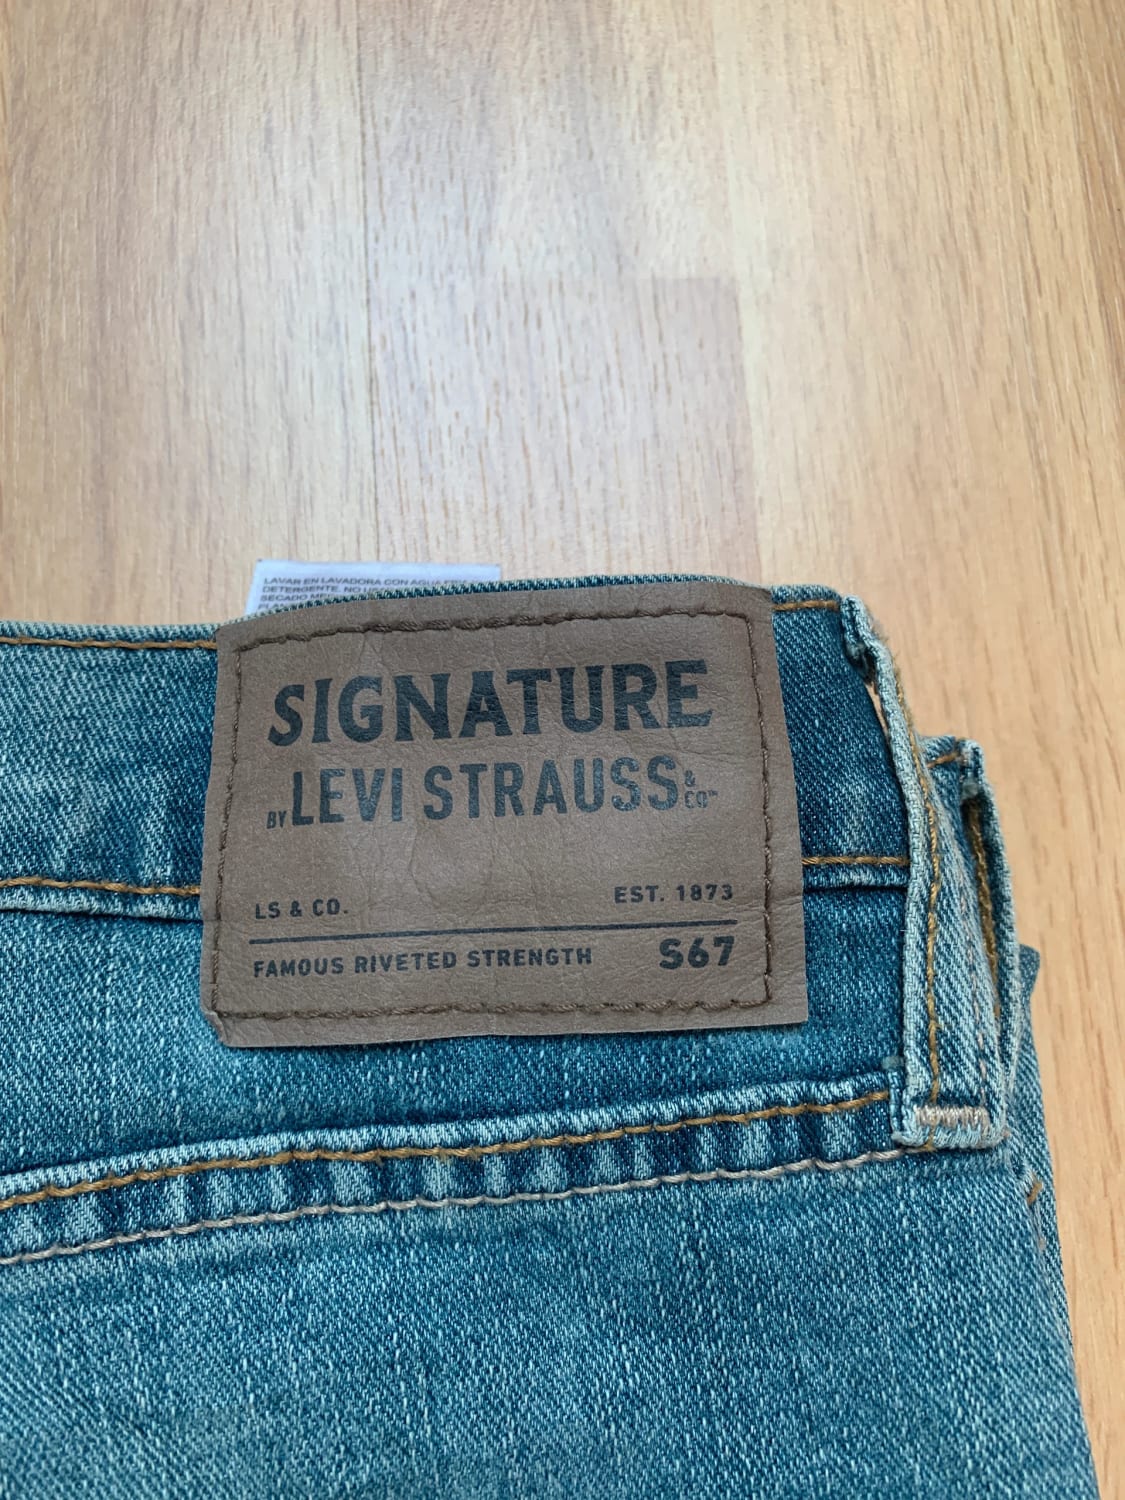 LAVAR EN LAVADORA CON AGUA
DETERGENTE. NO
SECADO
SIGNATURE
BY LEVI STRAUSS & CO™
LS & CO. EST. 1873
FAMOUS RIVETED STRENGTH S67